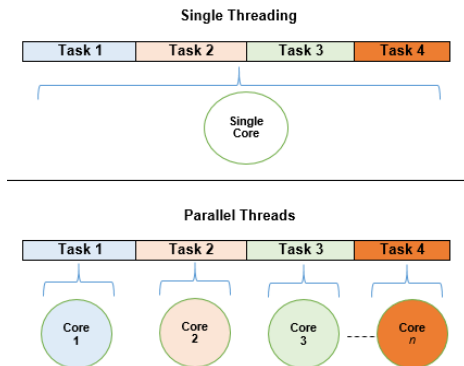 Single Threading
Task 1 Task 2 Task 3 Task 4
Single
Core
Parallel Threads
Task 1 Task 2 Task 3 Task 4
Core Core Core Core
1 2 3 n